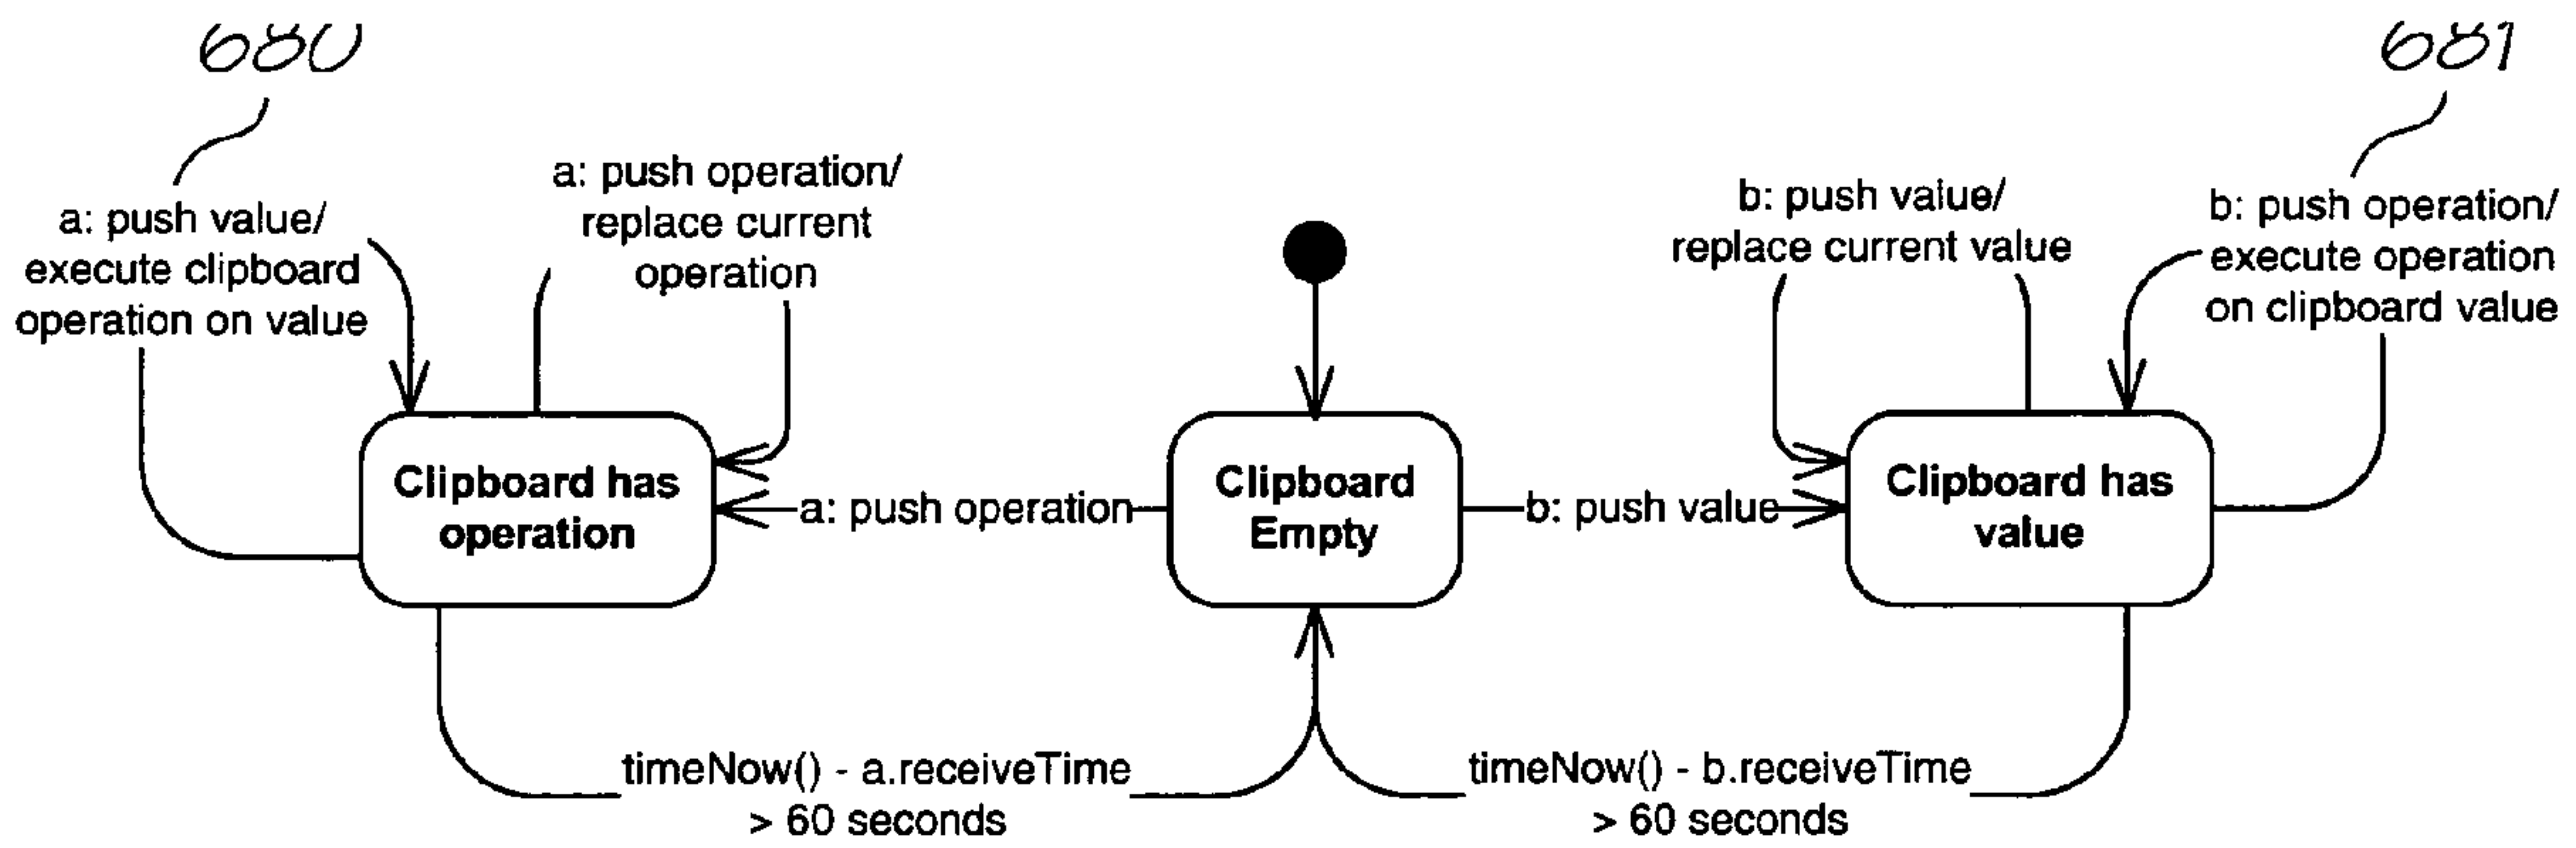 680
681
a: push value/
execute clipboard
operation on value
a: push operation/
replace current
operation
b: push value/
replace current value
b: push operation/
execute operation
on clipboard value
Clipboard has
operation
a: push operation
Clipboard
Empty
b: push value
Clipboard has
value
timeNow() - a.receiveTime
> 60 seconds
timeNow() - b.receiveTime
> 60 seconds